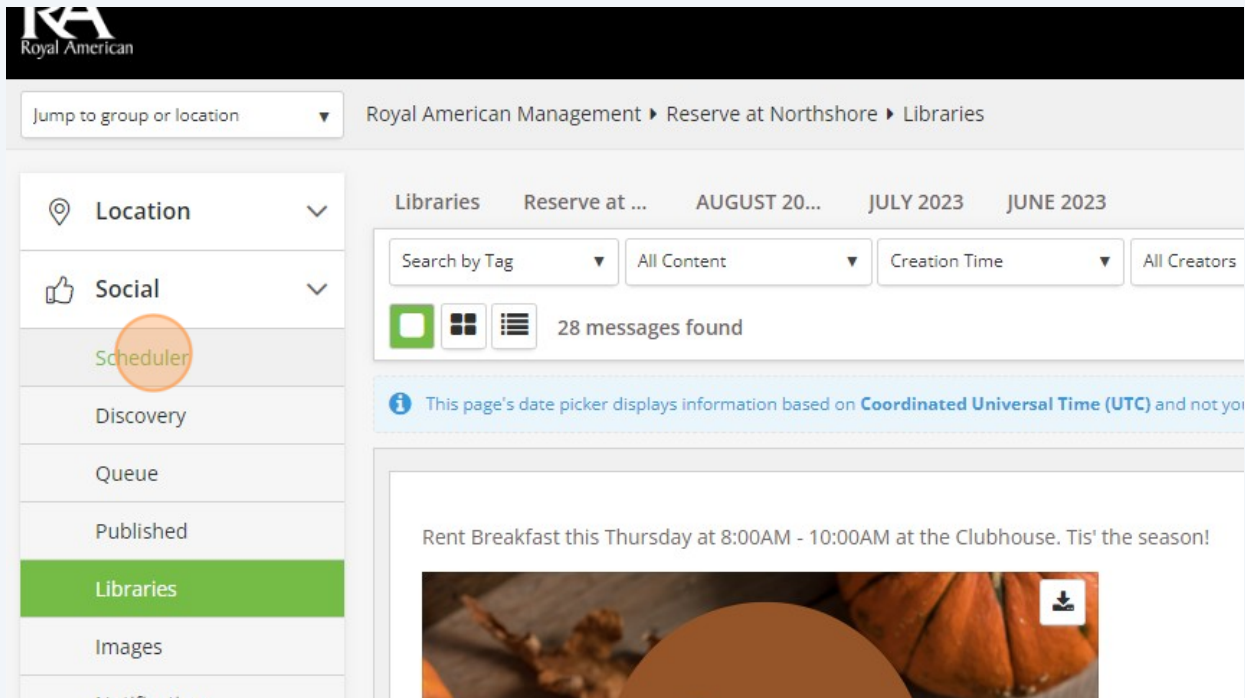 RA
Royal American
Jump to group or location
Royal American Management ▸ Reserve at Northshore ▸ Libraries
Location
Social
Scheduler
Discovery
Queue
Published
Libraries
Images
Libraries Reserve at ... AUGUST 20... JULY 2023 JUNE 2023
Search by Tag All Content Creation Time All Creators
28 messages found
This page's date picker displays information based on Coordinated Universal Time (UTC) and not
Rent Breakfast this Thursday at 8:00AM - 10:00AM at the Clubhouse. Tis' the season!